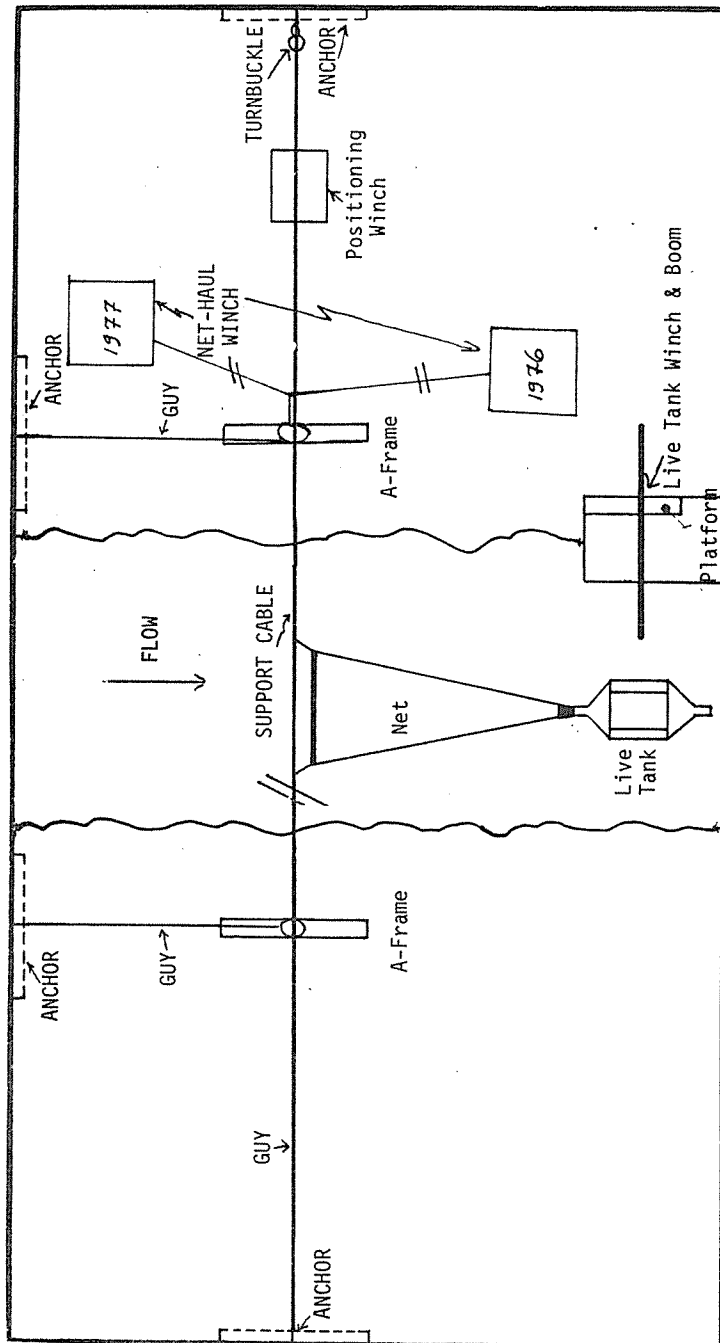 ANCHOR
GUY
FLOW
ANCHOR
GUY
1977
NET-HAUL
WINCH
TURNBUCKLE
ANCHOR
Positioning
Winch
SUPPORT CABLE
A-Frame
A-Frame
GUY
ANCHOR
1976
Net
Live
Tank
Live Tank Winch & Boom
Platform